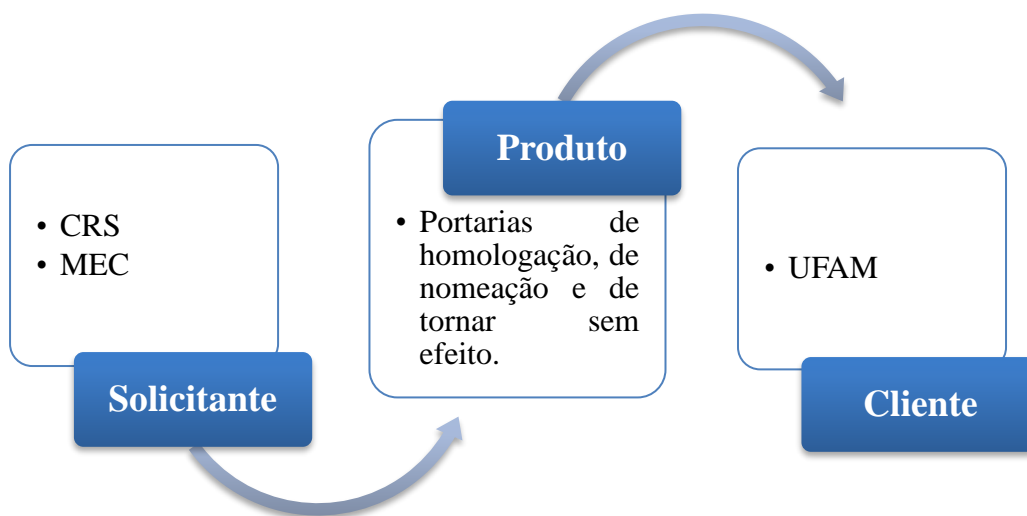 • CRS
• MEC
Solicitante
Produto
• Portarias de
homologação, de
nomeação e de
tornar sem
efeito.
• UFAM
Cliente